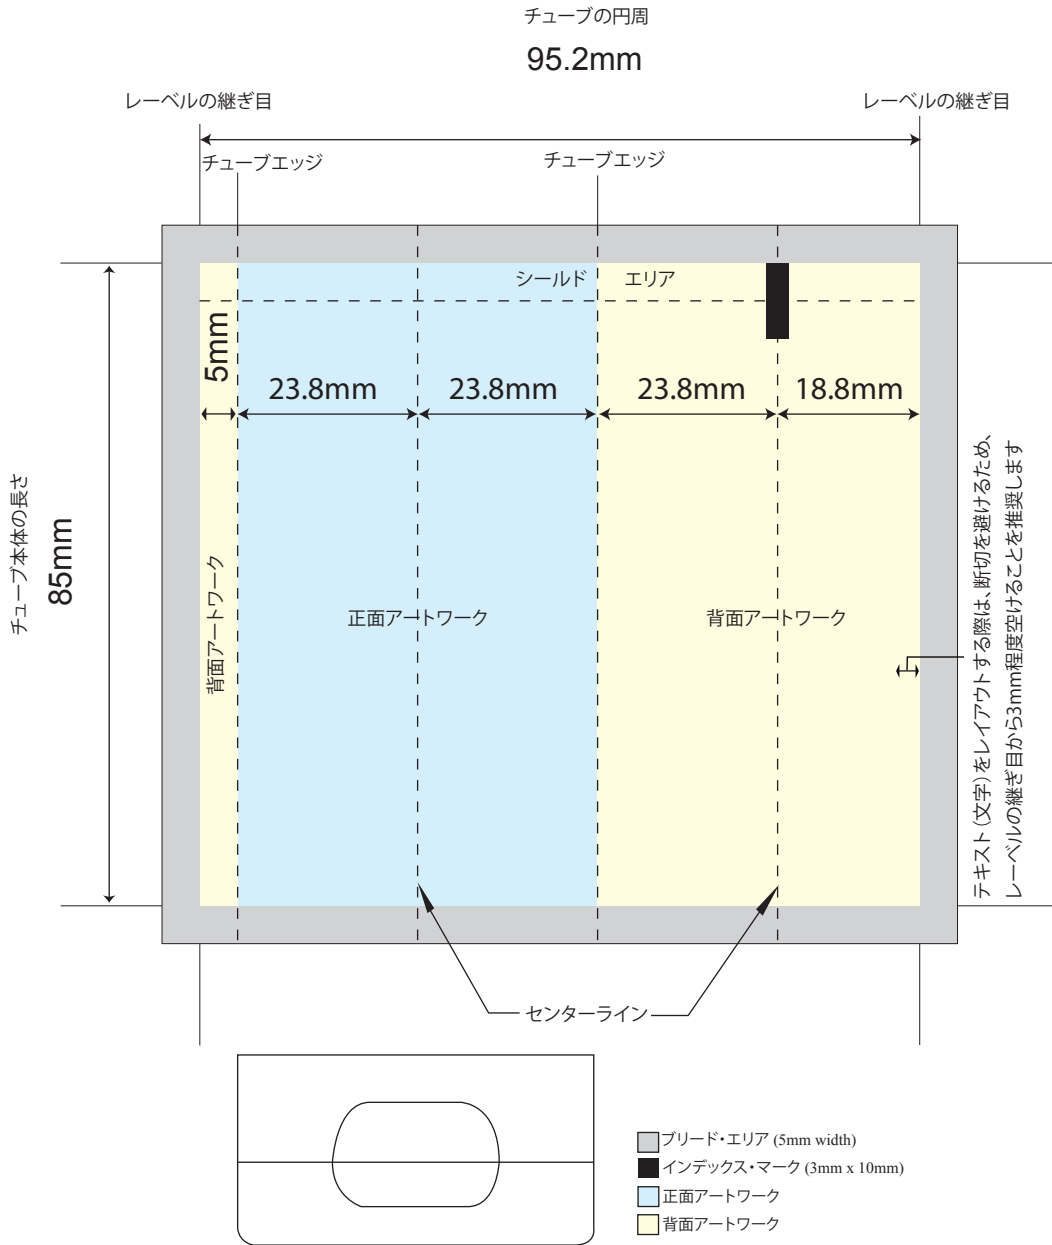 チューブの円周
95.2mm
レーベルの継ぎ目
レーベルの継ぎ目
チューブエッジ
チューブエッジ
シールド
エリア
5mm
23.8mm
23.8mm
23.8mm
18.8mm
チューブ本体の長さ
85mm
背面アートワーク
正面アートワーク
背面アートワーク
テキスト(文字)をレイアウトする際は、断切を避けるため、
レーベルの継ぎ目から3mm程度空けることを推奨します
センターライン
ブリード・エリア (5mm width)
インデックス・マーク (3mm x 10mm)
正面アートワーク
背面アートワーク